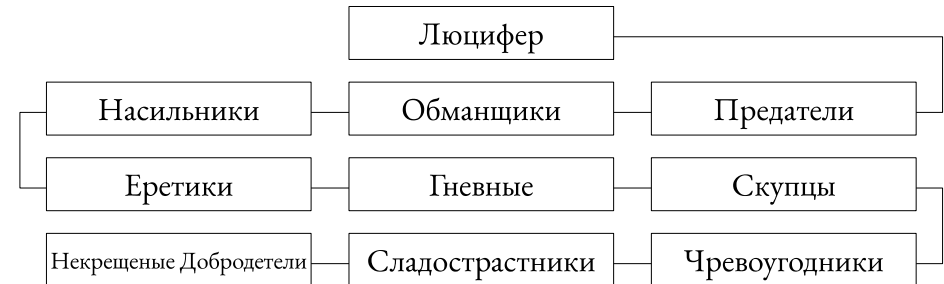 Люцифер
Насильники
Обманщики
Предатели
Еретики
Гневные
Скупцы
Некрещеные Добродетели
Сладострастники
Чревоугодники